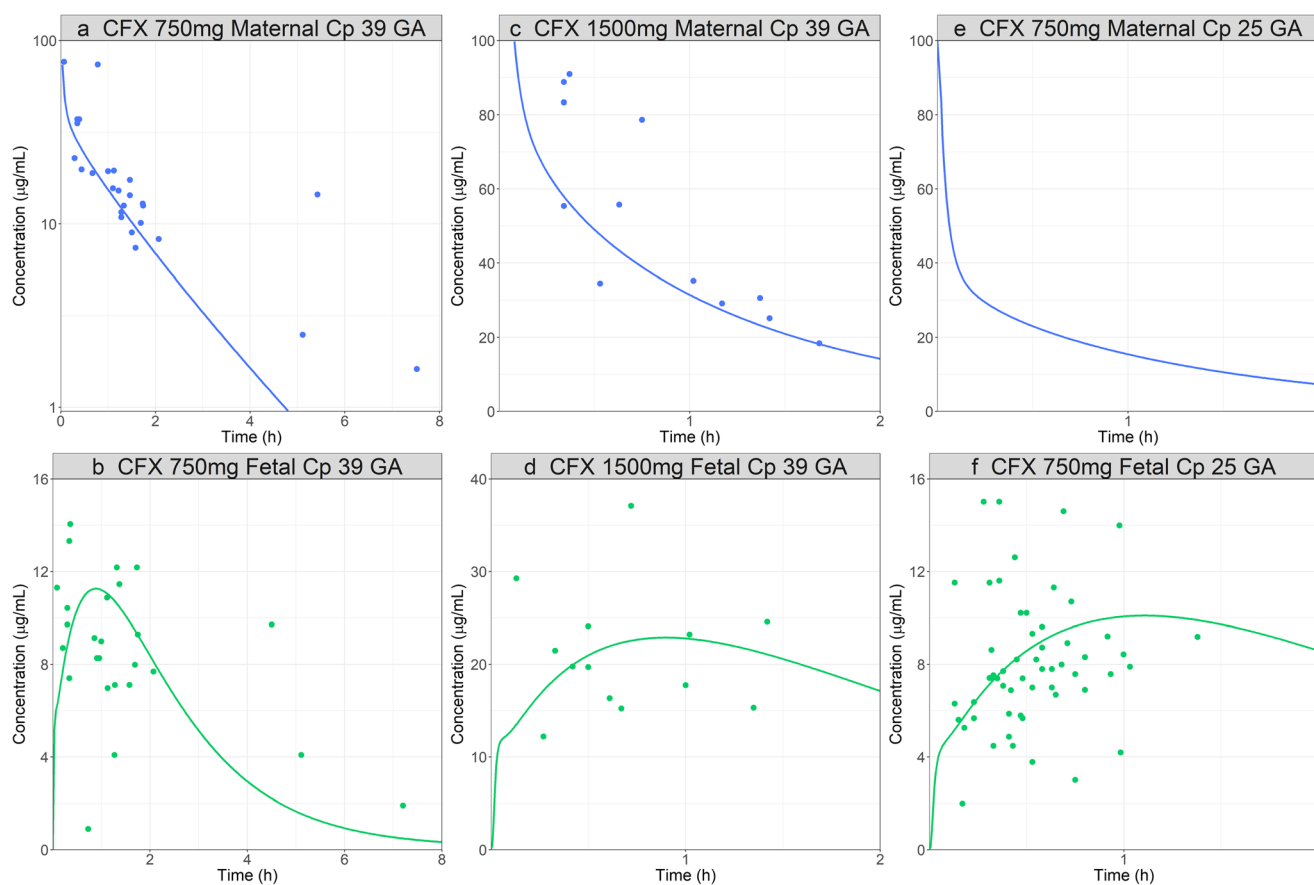 a CFX 750mg Maternal Cp 39 GA
Concentration (µg/mL)
100
10
1
0 2 4 6 8
Time (h)
c CFX 1500mg Maternal Cp 39 GA
Concentration (µg/mL)
100
80
60
40
20
0
1 2
Time (h)
e CFX 750mg Maternal Cp 25 GA
Concentration (µg/mL)
100
80
60
40
20
0
1
Time (h)
b CFX 750mg Fetal Cp 39 GA
Concentration (µg/mL)
16
12
8
4
0
2 4 6 8
Time (h)
d CFX 1500mg Fetal Cp 39 GA
Concentration (µg/mL)
40
30
20
10
0
1 2
Time (h)
f CFX 750mg Fetal Cp 25 GA
Concentration (µg/mL)
16
12
8
4
0
1
Time (h)